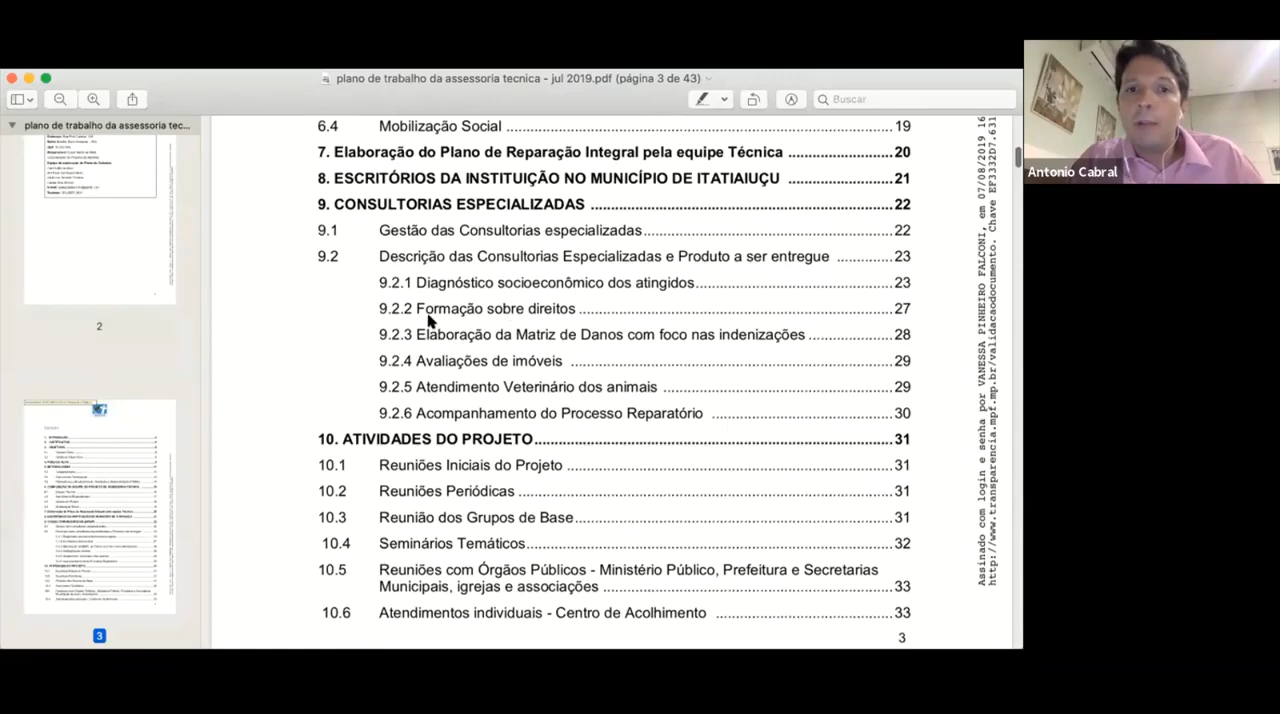 plano de trabalho da assessoria tecnica - jul 2019.pdf (página 3 de 43)
Buscar
plano de trabalho da assessoria tec...
2
3
6.4 Mobilização Social 19
7. Elaboração do Plano de Reparação Integral pela equipe Técnica 20
8. ESCRITÓRIOS DA INSTITUIÇÃO NO MUNICÍPIO DE ITATIAIUÇU 21
9. CONSULTORIAS ESPECIALIZADAS 22
9.1 Gestão das Consultorias especializadas 22
9.2 Descrição das Consultorias Especializadas e Produto a ser entregue 23
9.2.1 Diagnóstico socioeconômico dos atingidos 23
9.2.2 Formação sobre direitos 27
9.2.3 Elaboração da Matriz de Danos com foco nas indenizações 28
9.2.4 Avaliações de imóveis 29
9.2.5 Atendimento Veterinário dos animais 29
9.2.6 Acompanhamento do Processo Reparatório 30
10. ATIVIDADES DO PROJETO 31
10.1 Reuniões Iniciais do Projeto 31
10.2 Reuniões Periódicas 31
10.3 Reunião dos Grupos de Base 31
10.4 Seminários Temáticos 32
10.5 Reuniões com Órgãos Públicos - Ministério Público, Prefeitura e Secretarias
Municipais, igrejas e associações 33
10.6 Atendimentos individuais - Centro de Acolhimento 33
3
Assinado com login e senha por VANESSA PINHEIRO FALCONI, em 07/08/2019 16
http://www.transparencia.mpf.mp.br/validacaodocumento. Chave EF3332D7.631
Antonio Cabral